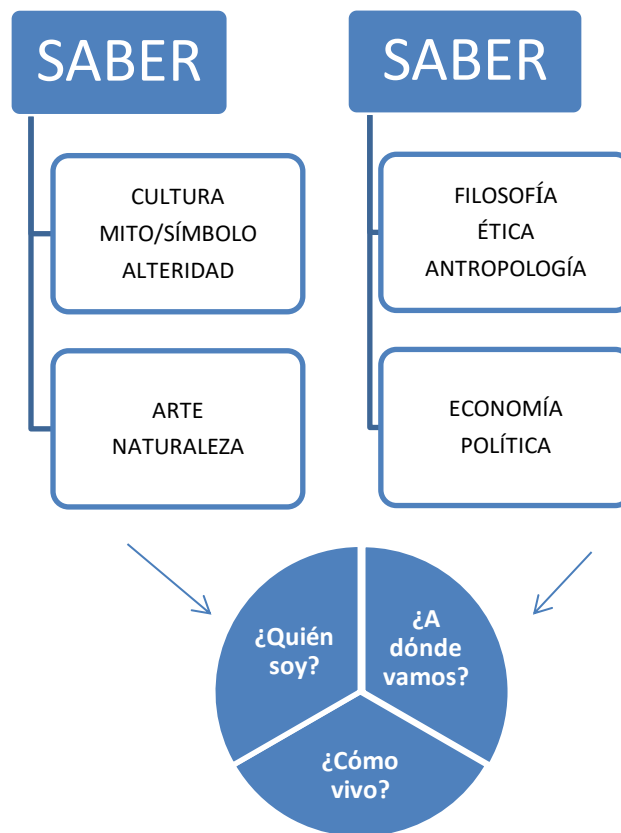 SABER
CULTURA
MITO/SÍMBOLO
ALTERIDAD
ARTE
NATURALEZA
SABER
FILOSOFÍA
ÉTICA
ANTROPOLOGÍA
ECONOMÍA
POLÍTICA
¿Quién
soy?
¿A
dónde
vamos?
¿Cómo
vivo?